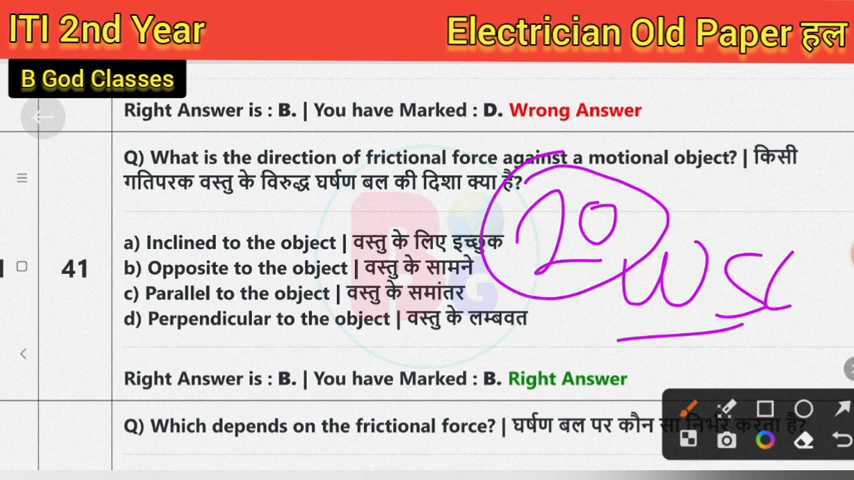 ITI 2nd Year
Electrician Old Paper हल
B God Classes
Right Answer is : B. | You have Marked : D. Wrong Answer
Q) What is the direction of frictional force against a motional object? | किसी
गतिपरक वस्तु के विरुद्ध घर्षण बल की दिशा क्या है?
41
a) Inclined to the object | वस्तु के लिए इच्छुक
b) Opposite to the object | वस्तु के सामने
c) Parallel to the object | वस्तु के समांतर
d) Perpendicular to the object | वस्तु के लम्बवत
20
WSC
Right Answer is : B. | You have Marked : B. Right Answer
Q) Which depends on the frictional force? | घर्षण बल पर कौन सा निर्भर करता है?